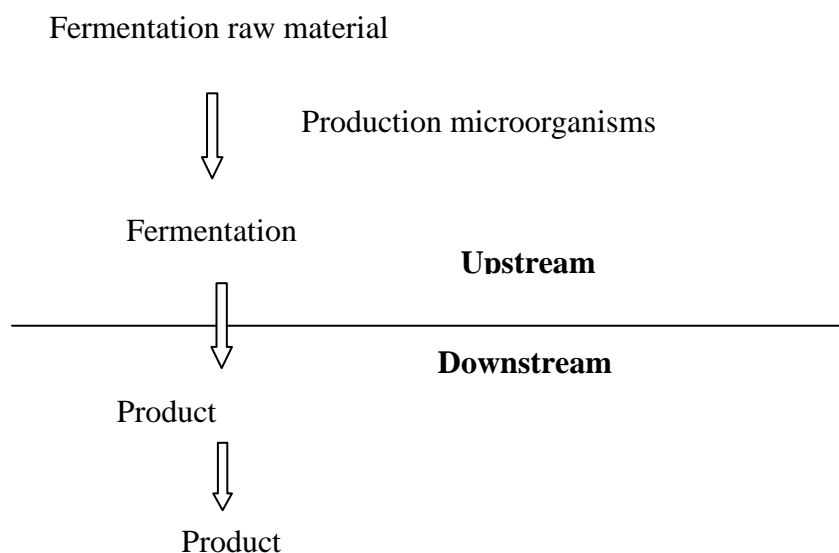 Fermentation raw material
Production microorganisms
Fermentation
Upstream
Downstream
Product
Product